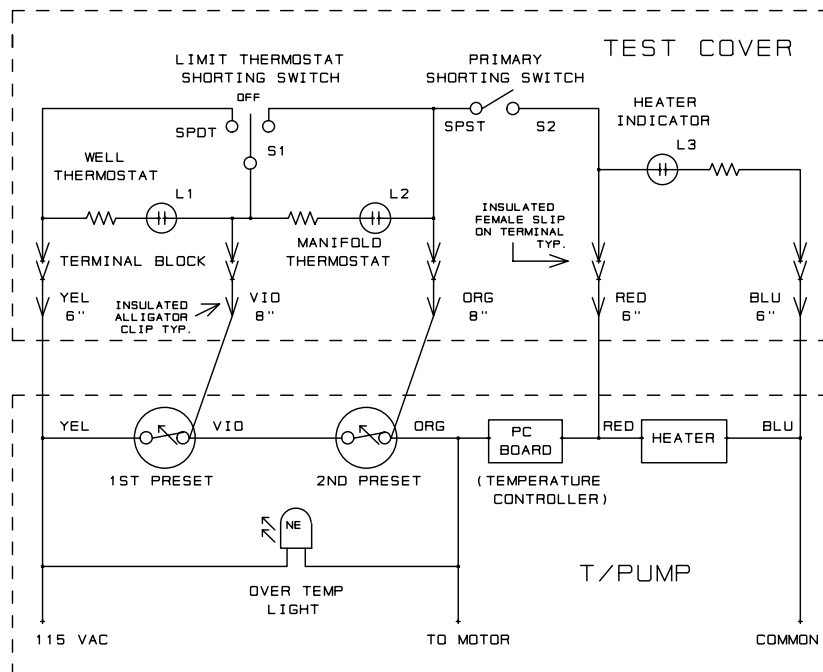 TEST COVER
LIMIT THERMOSTAT
SHORTING SWITCH
OFF
SPDT
S1
PRIMARY
SHORTING SWITCH
SPST
S2
HEATER
INDICATOR
L3
WELL
THERMOSTAT
L1
L2
MANIFOLD
THERMOSTAT
INSULATED
FEMALE SLIP
ON TERMINAL
TYP.
TERMINAL BLOCK
YEL
6"
INSULATED
ALLIGATOR
CLIP TYP.
VIO
8"
ORG
8"
RED
6"
BLU
6"
YEL
VIO
ORG
PC
BOARD
RED
HEATER
BLU
1ST PRESET
2ND PRESET
(TEMPERATURE
CONTROLLER)
NE
OVER TEMP
LIGHT
T/PUMP
115 VAC
TO MOTOR
COMMON